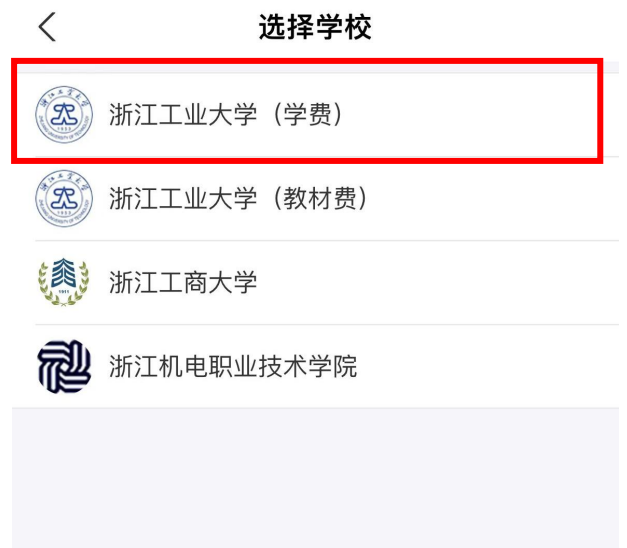 选择学校
浙江工业大学（学费）
浙江工业大学（教材费）
浙江工商大学
浙江机电职业技术学院